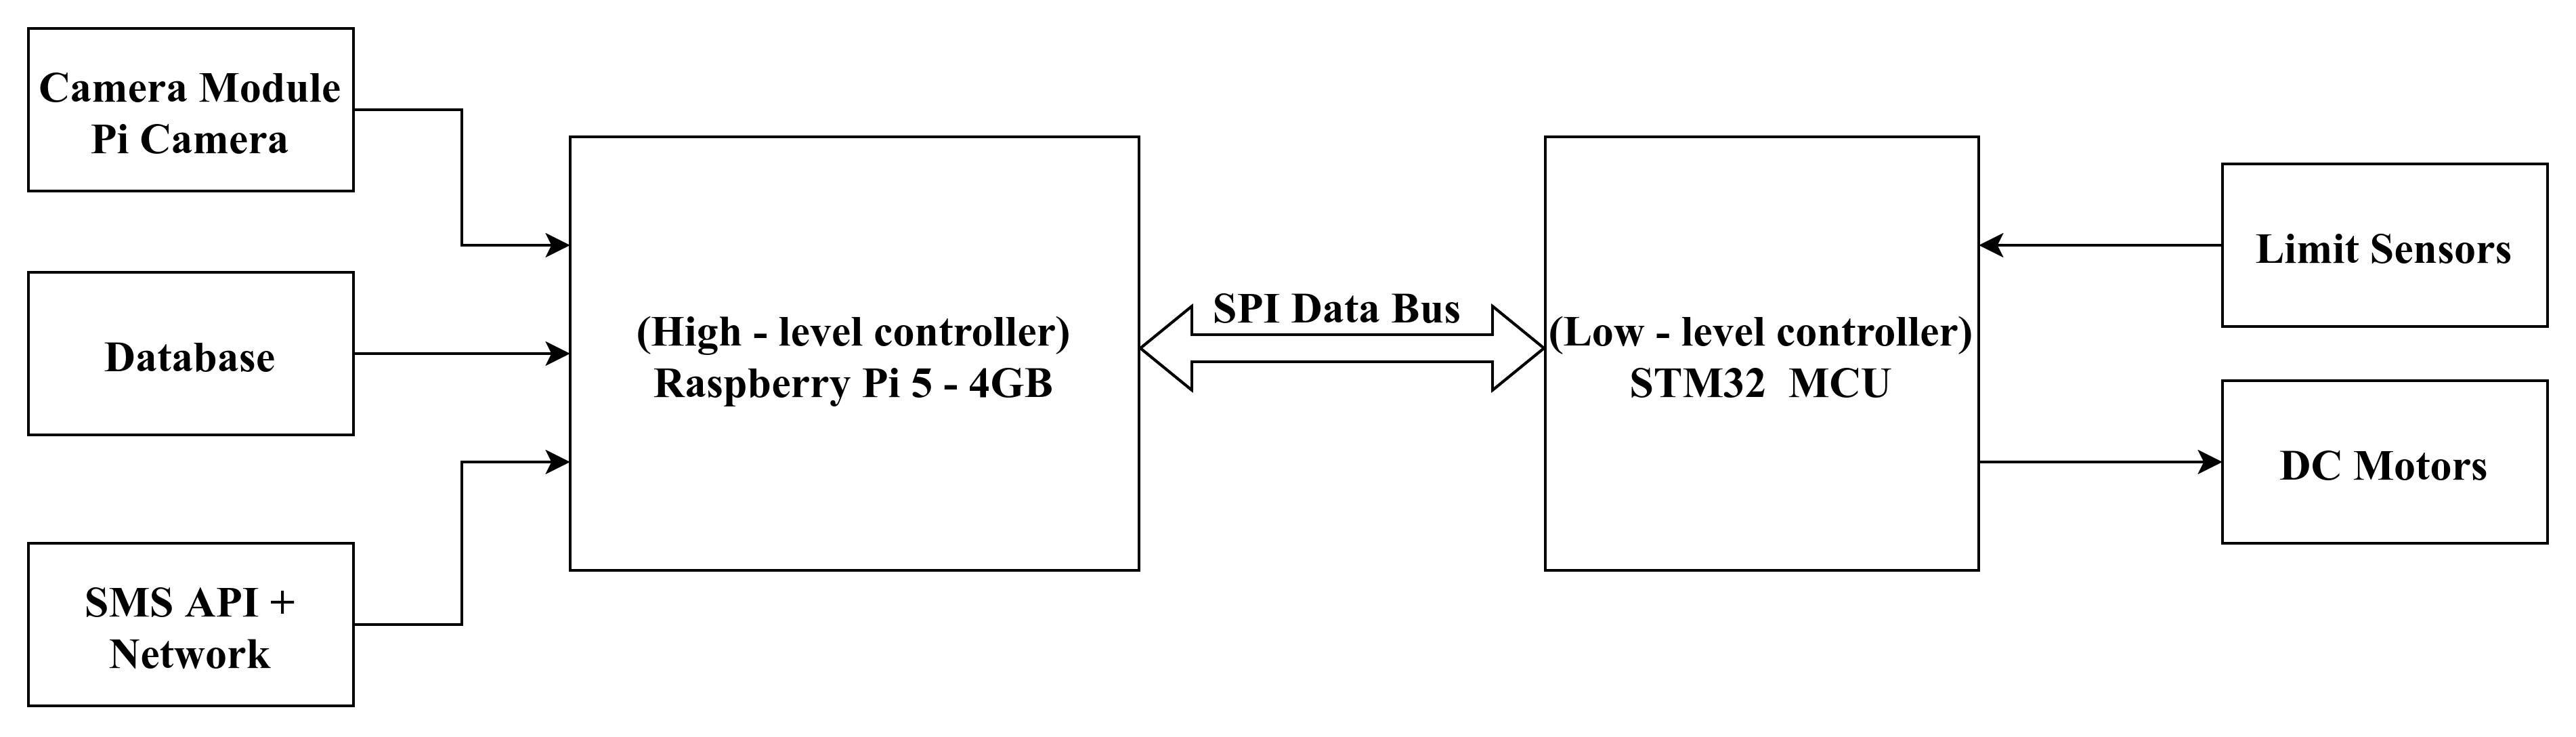 Camera Module
Pi Camera
Database
SMS API +
Network
(High - level controller)
Raspberry Pi 5 - 4GB
SPI Data Bus
(Low - level controller)
STM32  MCU
Limit Sensors
DC Motors